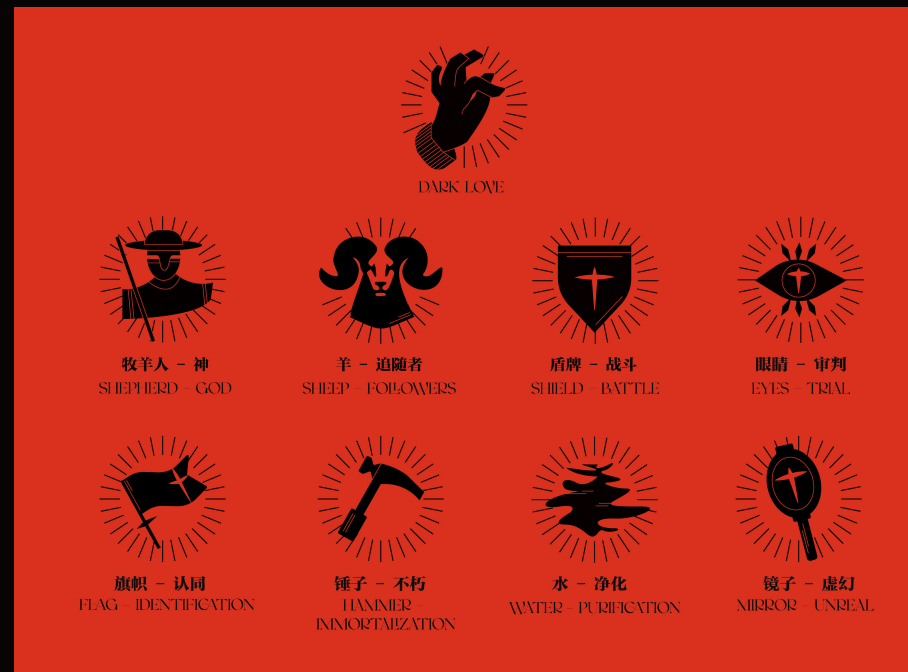 DARK LOVE
牧羊人 – 神
SHEPHERD – GOD
羊 – 追随者
SHEEP – FOLLOWERS
盾牌 – 战斗
SHIELD – BATTLE
眼睛 – 审判
EYES – TRIAL
旗帜 – 认同
FLAG – IDENTIFICATION
锤子 – 不朽
HAMMER –
IMMORTALIZATION
水 – 净化
WATER – PURIFICATION
镜子 – 虚幻
MIRROR – UNREAL